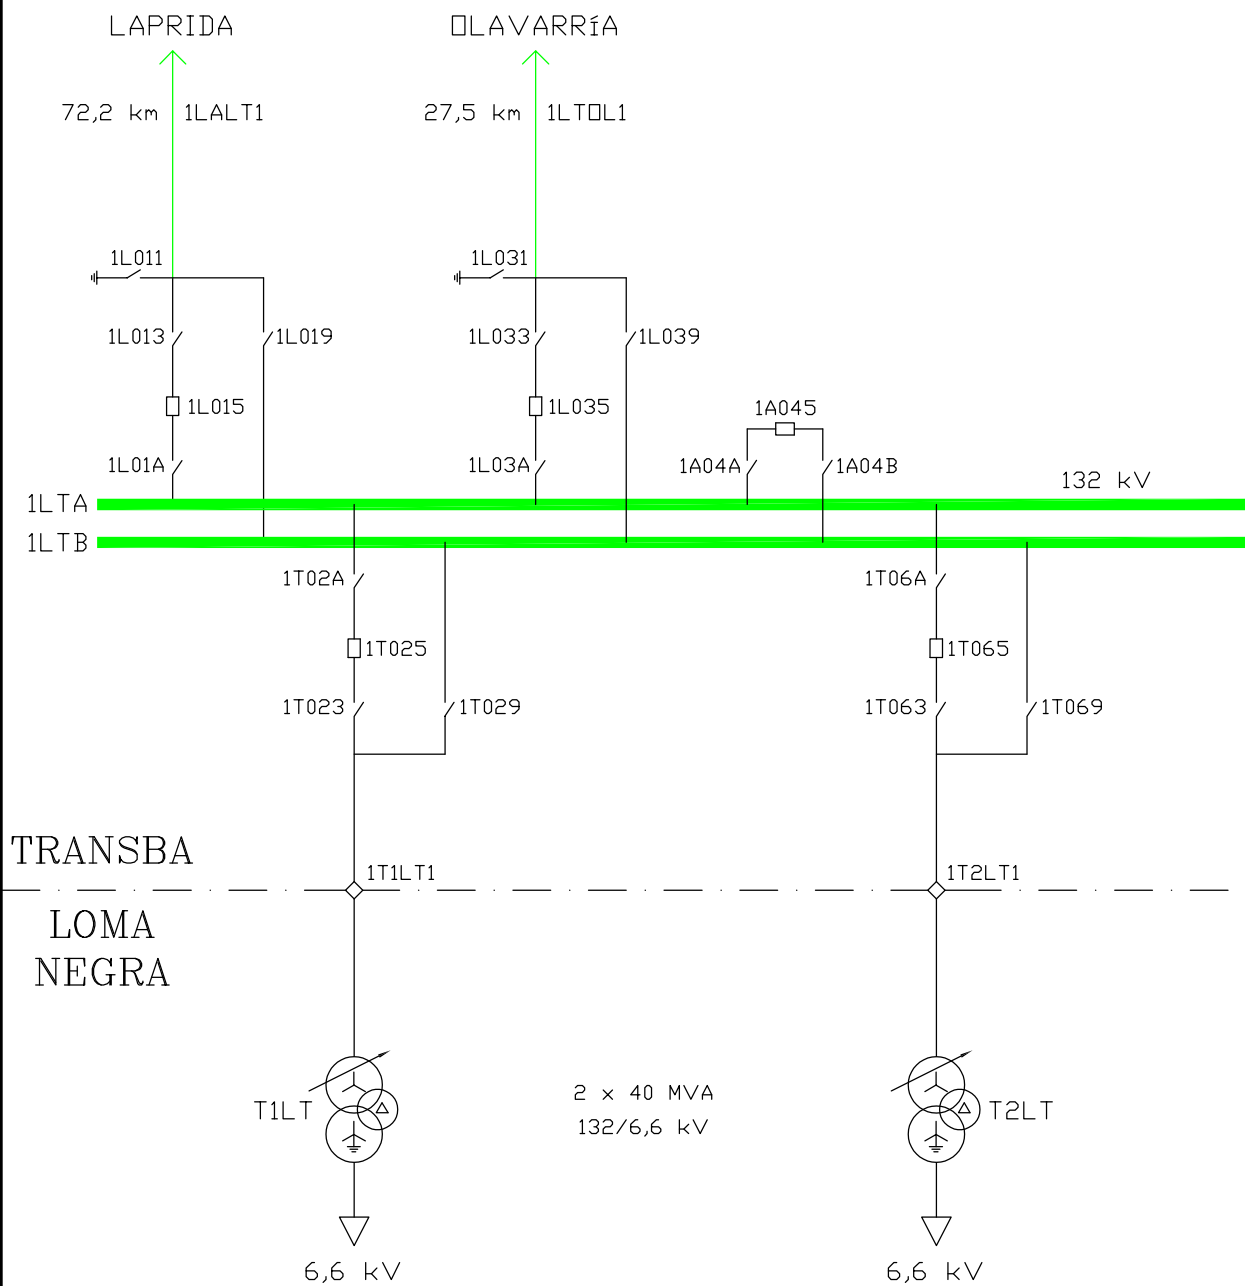 LAPRIDA
OLAVARRíA
72,2 km
1LALT1
27,5 km
1LTOL1
1L011
1L031
1L013
1L019
1L033
1L039
1L015
1L035
1A045
1L01A
1L03A
1A04A
1A04B
132 kV
1LTA
1LTB
1T02A
1T06A
1T025
1T065
1T023
1T029
1T063
1T069
TRANSBA
1T1LT1
1T2LT1
LOMA
NEGRA
2 x 40 MVA
132/6,6 kV
T1LT
T2LT
6,6 kV
6,6 kV